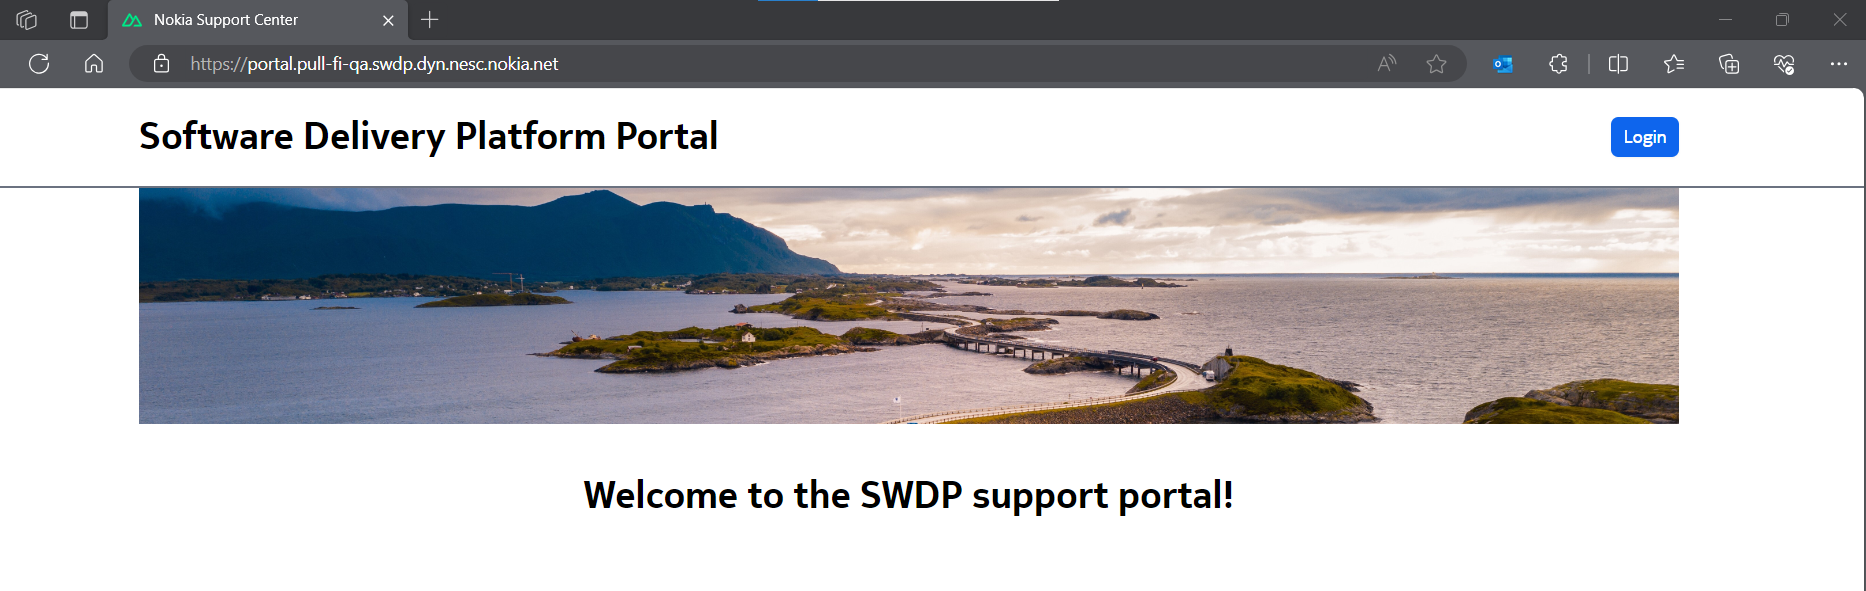 Nokia Support Center
https://portal.pull-fi-qa.swdp.dyn.nesc.nokia.net
Software Delivery Platform Portal
Login
Welcome to the SWDP support portal!